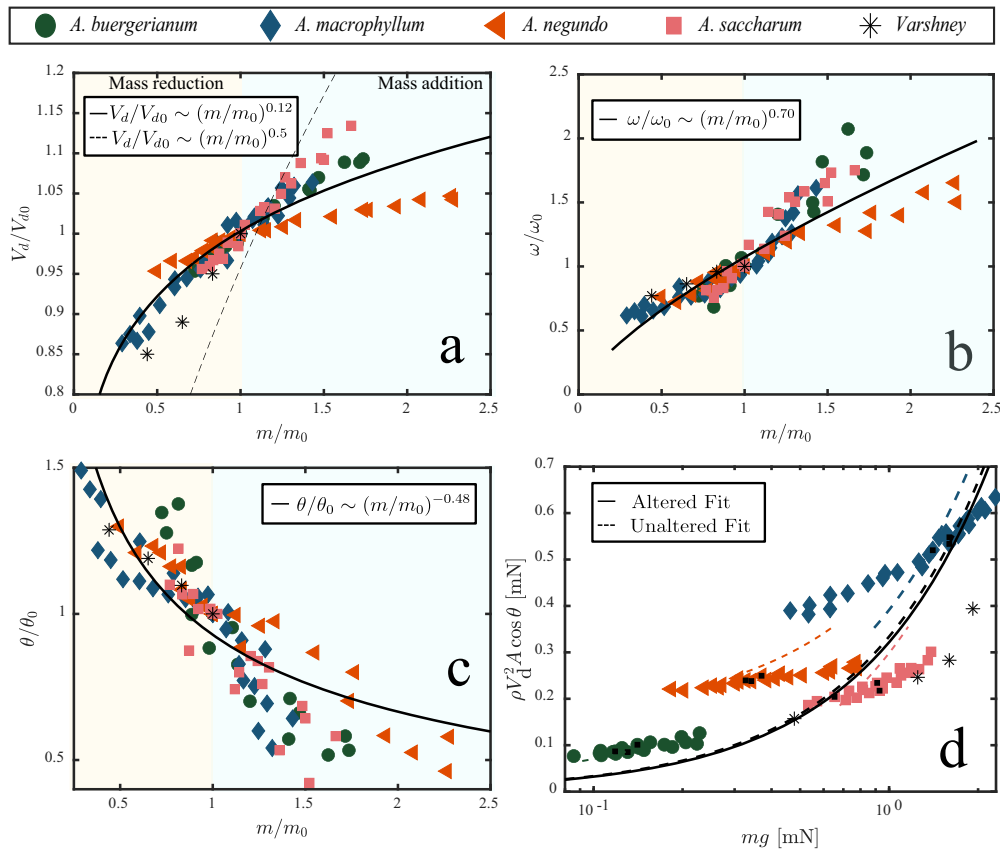 A. buergerianum A. macrophyllum A. negundo A. saccharum Varshney
Mass reduction Mass addition
V_d/V_{d0} ∼ (m/m_0)^{0.12}
V_d/V_{d0} ∼ (m/m_0)^{0.5}
1.2
1.15
1.1
1.05
1
0.95
0.9
0.85
0.8
V_d/V_{d0}
0 0.5 1 1.5 2 2.5
m/m_0
a
ω/ω_0 ∼ (m/m_0)^{0.70}
2.5
2
1.5
1
0.5
0
ω/ω_0
0 0.5 1 1.5 2 2.5
m/m_0
b
θ/θ_0 ∼ (m/m_0)^{−0.48}
1.5
1
0.5
θ/θ_0
0.5 1 1.5 2 2.5
m/m_0
c
Altered Fit
Unaltered Fit
0.7
0.6
0.5
0.4
0.3
0.2
0.1
0
ρV_d^2 A cos θ [mN]
10^{-1} 10^0
mg [mN]
d